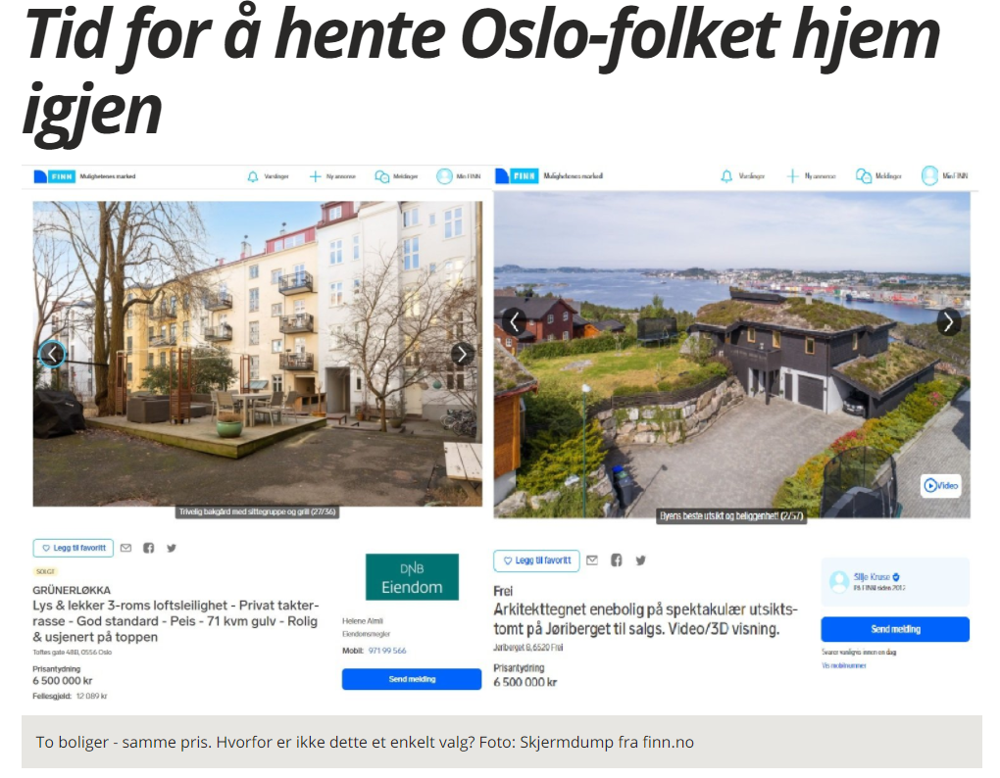 Tid for å hente Oslo-folket hjem
igjen
FINN Mulighetenes marked
Varslinger Ny annonse Meldinger Min FINN
FINN Mulighetenes marked
Varslinger Ny annonse Meldinger Min FINN
Trivelig bakgård med sittegruppe og grill (27/36)
Legg til favoritt
SOLGT
GRÜNERLØKKA
Lys & lekker 3-roms loftsleilighet - Privat takter-
rasse - God standard - Peis - 71 kvm gulv - Rolig
& usjenert på toppen
Toftes gate 48B, 0556 Oslo
Prisantydning
6 500 000 kr
Fellesgjeld: 12 089 kr
DNB
Eiendom
Helene Almli
Eiendomsmegler
Mobil: 971 99 566
Send melding
Video
Byens beste utsikt og beliggenhet! (2/57)
Legg til favoritt
Frei
Arkitekttegnet enebolig på spektakulær utsikts-
tomt på Jøriberget til salgs. Video/3D visning.
Jøriberget 8, 6520 Frei
Prisantydning
6 500 000 kr
Silje Kruse
På FINN siden 2012
Send melding
Svarer vanligvis innen en dag
Vis mobilnummer
To boliger - samme pris. Hvorfor er ikke dette et enkelt valg? Foto: Skjermdump fra finn.no